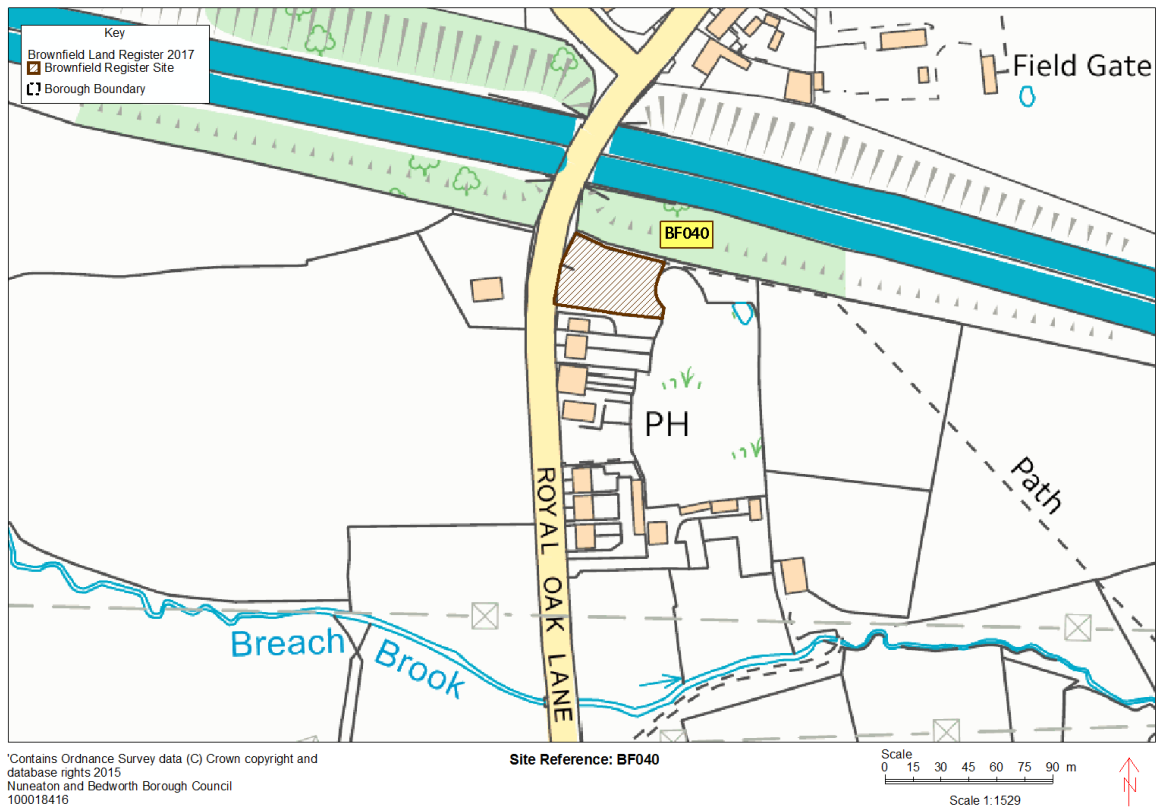 Key
Brownfield Land Register 2017
Brownfield Register Site
Borough Boundary
Field Gate
BF040
PH
Path
ROYAL OAK LANE
Breach Brook
'Contains Ordnance Survey data (C) Crown copyright and
database rights 2015
Nuneaton and Bedworth Borough Council
100018416
Site Reference: BF040
Scale
0 15 30 45 60 75 90 m
Scale 1:1529
N